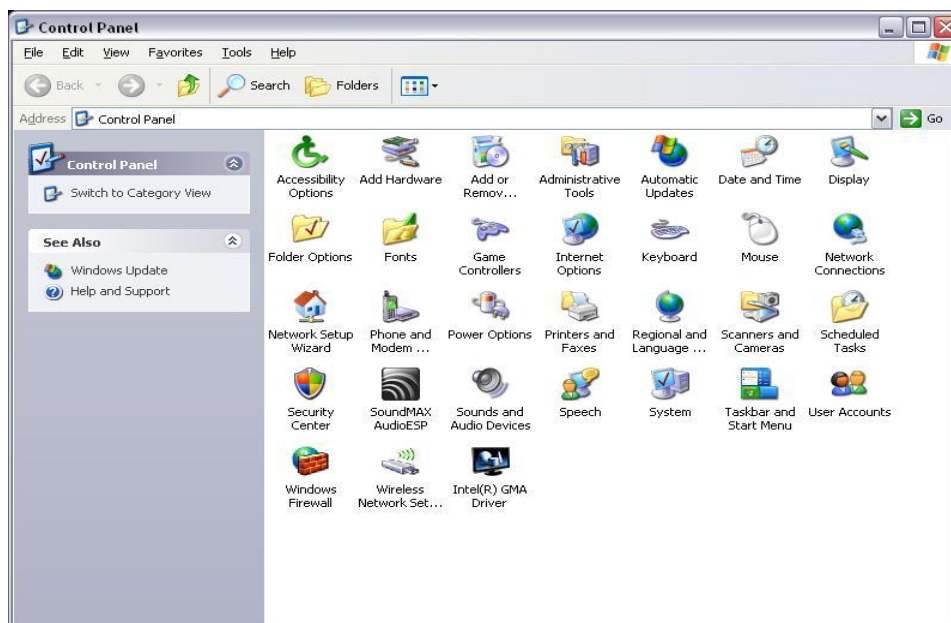 Control Panel
File Edit View Favorites Tools Help
Back Search Folders
Address Control Panel Go
Control Panel
Switch to Category View
See Also
Windows Update
Help and Support
Accessibility Options
Add Hardware
Add or Remov...
Administrative Tools
Automatic Updates
Date and Time
Display
Folder Options
Fonts
Game Controllers
Internet Options
Keyboard
Mouse
Network Connections
Network Setup Wizard
Phone and Modem ...
Power Options
Printers and Faxes
Regional and Language ...
Scanners and Cameras
Scheduled Tasks
Security Center
SoundMAX AudioESP
Sounds and Audio Devices
Speech
System
Taskbar and Start Menu
User Accounts
Windows Firewall
Wireless Network Set...
Intel(R) GMA Driver